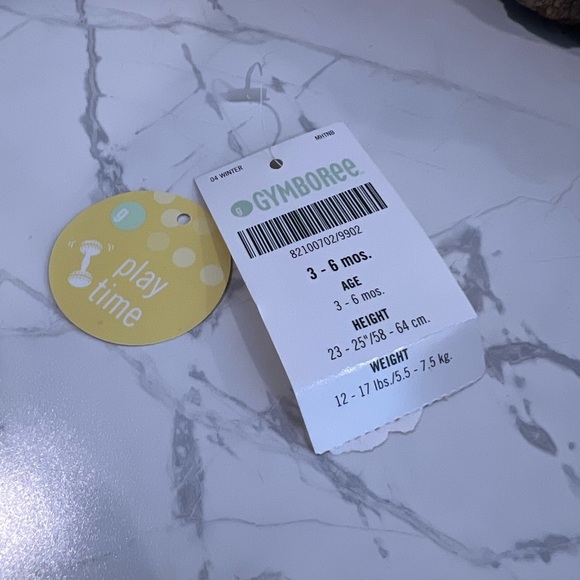 04 WINTER
MHTNB
g GYMBOREE
82100702/9902
3 - 6 mos.
AGE
3 - 6 mos.
HEIGHT
23 - 25"/58 - 64 cm.
WEIGHT
12 - 17 lbs./5.5 - 7.5 kg.
g
play
time